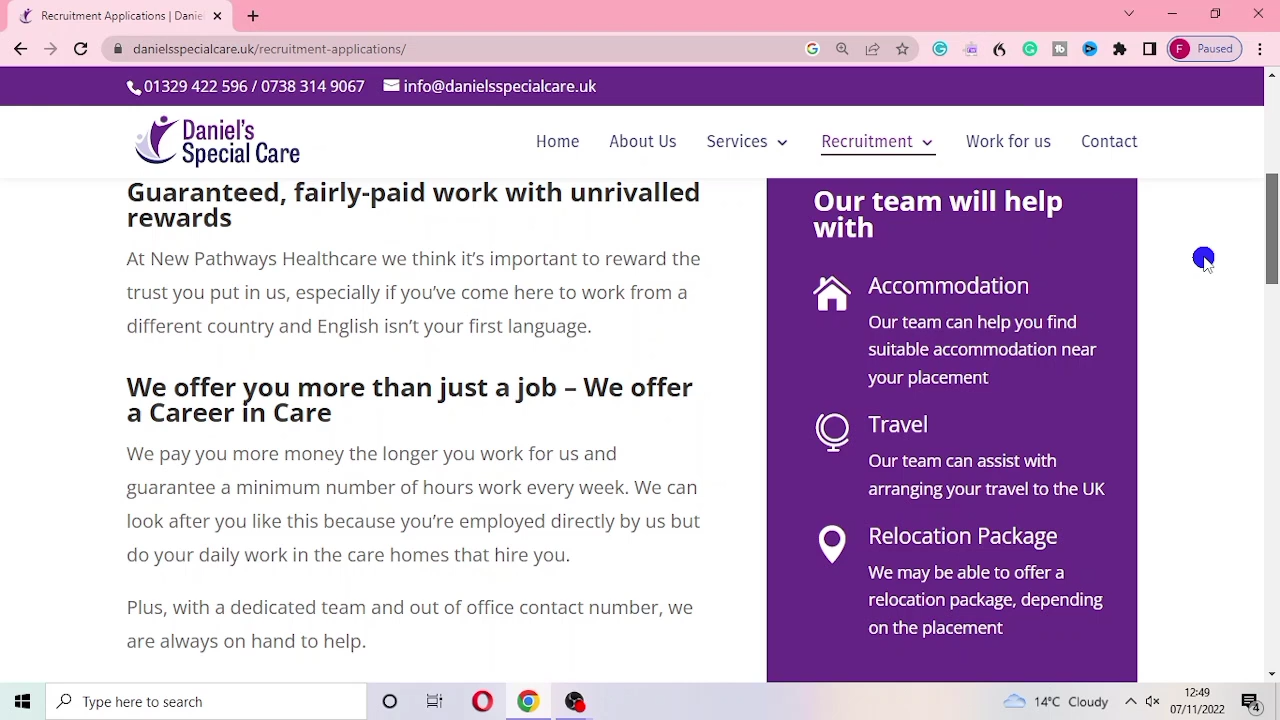 Recruitment Applications | Danie
danielsspecialcare.uk/recruitment-applications/
F Paused
01329 422 596 / 0738 314 9067 info@danielsspecialcare.uk
Daniel's
Special Care
Home About Us Services Recruitment Work for us Contact
Guaranteed, fairly-paid work with unrivalled
rewards
At New Pathways Healthcare we think it's important to reward the
trust you put in us, especially if you've come here to work from a
different country and English isn't your first language.
We offer you more than just a job – We offer
a Career in Care
We pay you more money the longer you work for us and
guarantee a minimum number of hours work every week. We can
look after you like this because you're employed directly by us but
do your daily work in the care homes that hire you.
Plus, with a dedicated team and out of office contact number, we
are always on hand to help.
Our team will help
with
Accommodation
Our team can help you find
suitable accommodation near
your placement
Travel
Our team can assist with
arranging your travel to the UK
Relocation Package
We may be able to offer a
relocation package, depending
on the placement
Type here to search
14°C Cloudy
12:49
07/11/2022
4